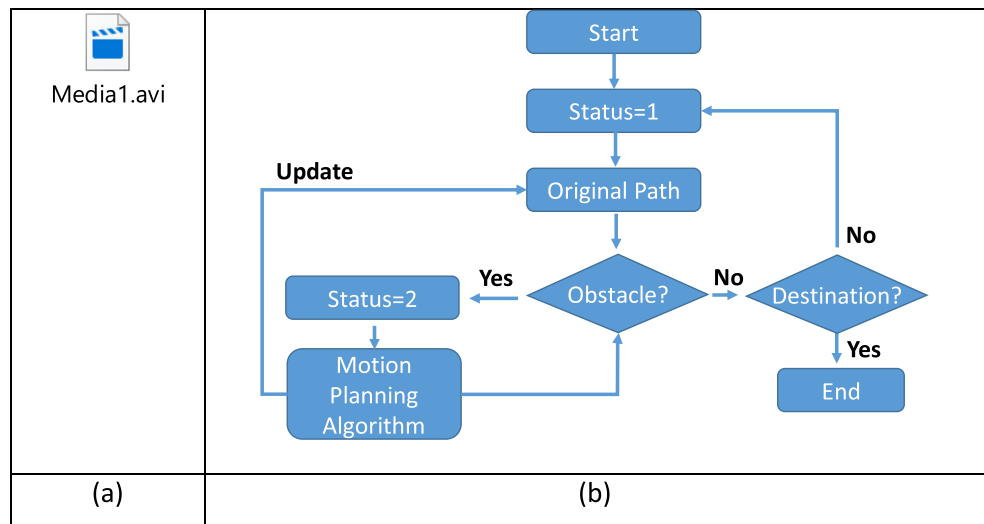 Media1.avi
(a)
Start
Status=1
Update
Original Path
No
Yes
Obstacle?
No
Destination?
Status=2
Yes
Motion
Planning
Algorithm
End
(b)